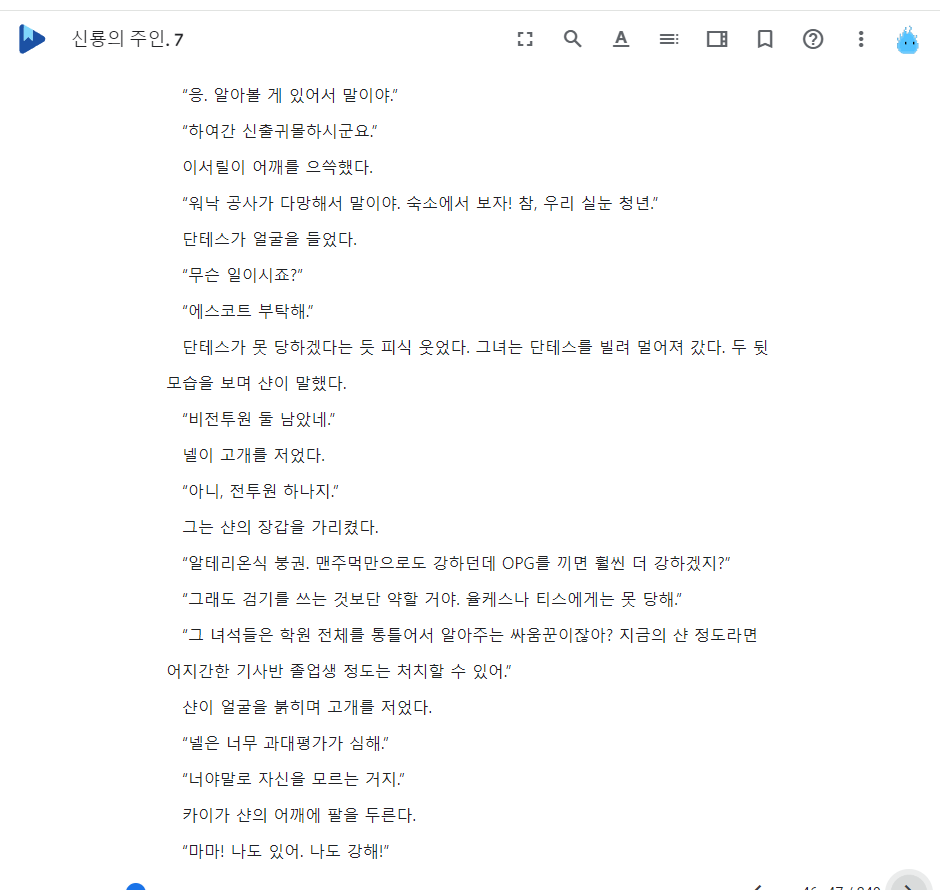 신룡의 주인. 7
“응. 알아볼 게 있어서 말이야.”
“하여간 신출귀몰하시군요.”
이서릴이 어깨를 으쓱했다.
“워낙 공사가 다망해서 말이야. 숙소에서 보자! 참, 우리 실눈 청년.”
단테스가 얼굴을 들었다.
“무슨 일이시죠?”
“에스코트 부탁해.”
단테스가 못 당하겠다는 듯 피식 웃었다. 그녀는 단테스를 빌려 멀어져 갔다. 두 뒷
모습을 보며 샨이 말했다.
“비전투원 둘 남았네.”
넬이 고개를 저었다.
“아니, 전투원 하나지.”
그는 샨의 장갑을 가리켰다.
“알테리온식 붕권. 맨주먹만으로도 강하던데 OPG를 끼면 훨씬 더 강하겠지?”
“그래도 검기를 쓰는 것보단 약할 거야. 율케스나 티스에게는 못 당해.”
“그 녀석들은 학원 전체를 통틀어서 알아주는 싸움꾼이잖아? 지금의 샨 정도라면
어지간한 기사반 졸업생 정도는 처치할 수 있어.”
샨이 얼굴을 붉히며 고개를 저었다.
“넬은 너무 과대평가가 심해.”
“너야말로 자신을 모르는 거지.”
카이가 샨의 어깨에 팔을 두른다.
“마마! 나도 있어. 나도 강해!”